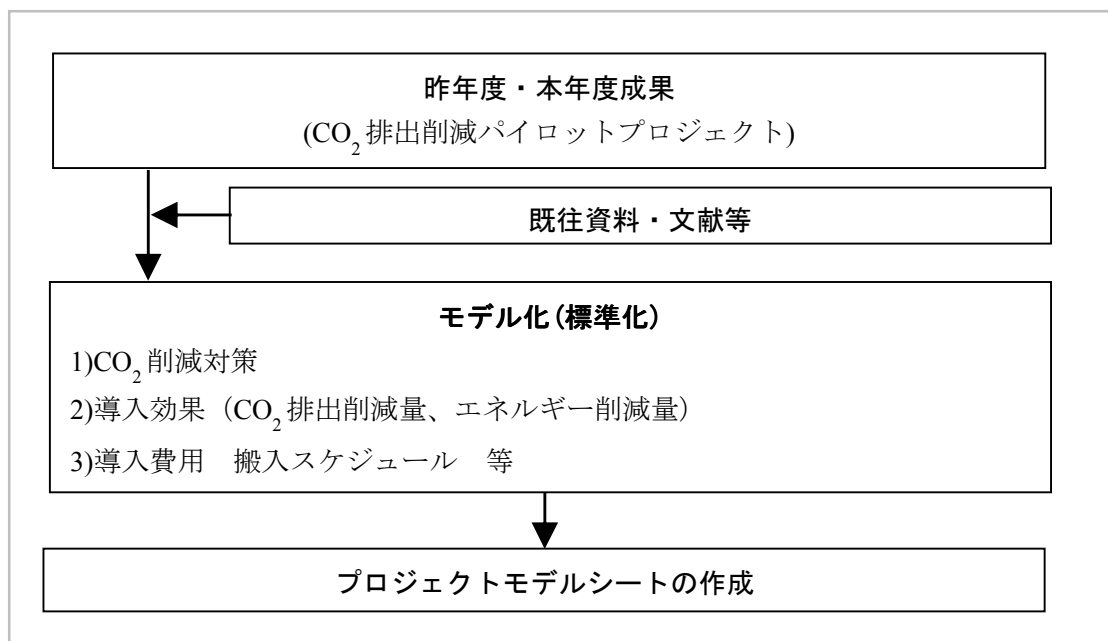 昨年度・本年度成果
(CO₂排出削減パイロットプロジェクト)
既往資料・文献等
モデル化(標準化)
1)CO₂削減対策
2)導入効果（CO₂排出削減量、エネルギー削減量）
3)導入費用　搬入スケジュール　等
プロジェクトモデルシートの作成